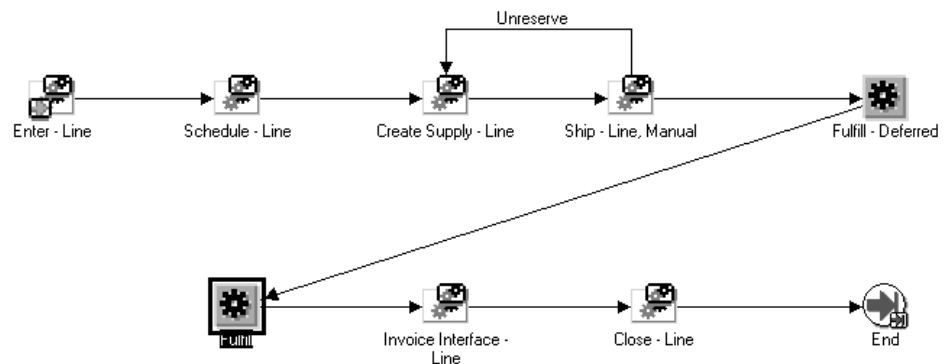 Unreserve
Enter - Line
Schedule - Line
Create Supply - Line
Ship - Line, Manual
Fulfill - Deferred
Fulfill
Invoice Interface -
Line
Close - Line
End